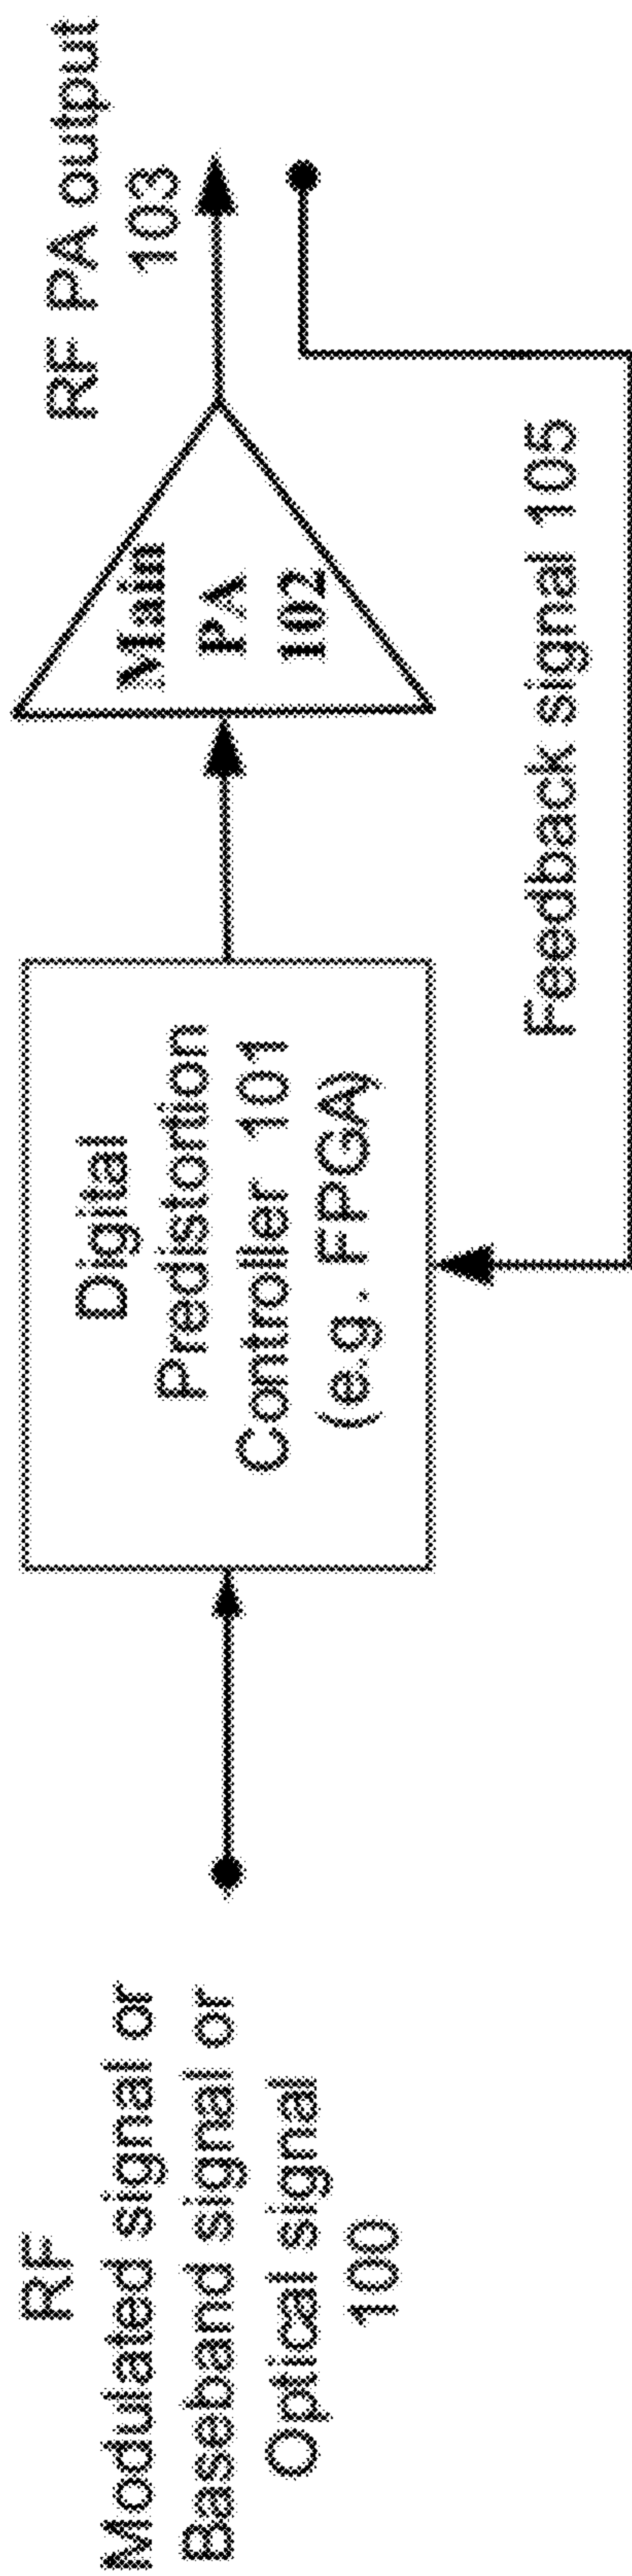 RF
Modulated signal or
Baseband signal or
Optical signal
100
Digital
Predistortion
Controller 101
(e.g. FPGA)
Main
PA
102
RF PA output
103
Feedback signal 105